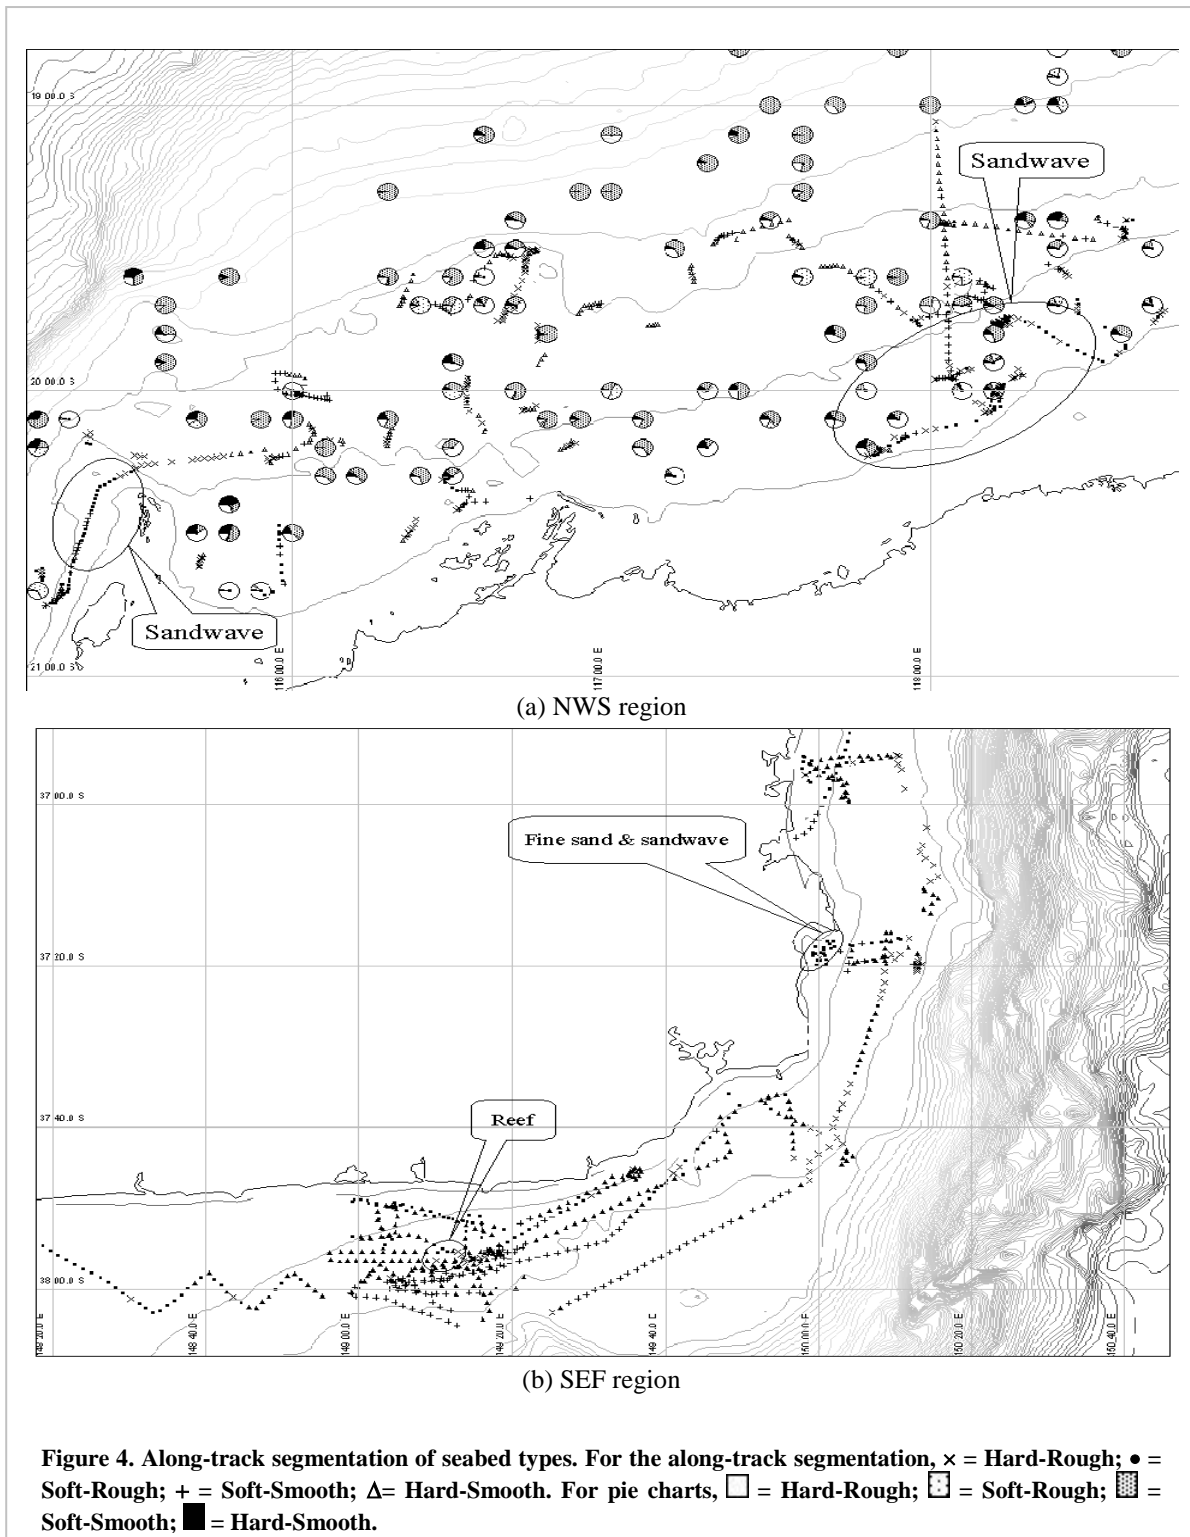 19 00.0 S
Sandwave
20 00.0 S
Sandwave
21 00.0 S
116 00.0 E
117 00.0 E
118 00.0 E
(a) NWS region
37 00.0 S
Fine sand & sandwave
37 20.0 S
37 40.0 S
Reef
38 00.0 S
148 20.0 E
148 40.0 E
149 00.0 E
149 20.0 E
149 40.0 E
150 00.0 E
150 20.0 E
150 40.0 E
(b) SEF region
Figure 4. Along-track segmentation of seabed types. For the along-track segmentation, × = Hard-Rough; ● =
Soft-Rough; + = Soft-Smooth; Δ= Hard-Smooth. For pie charts, = Hard-Rough; = Soft-Rough; =
Soft-Smooth; = Hard-Smooth.